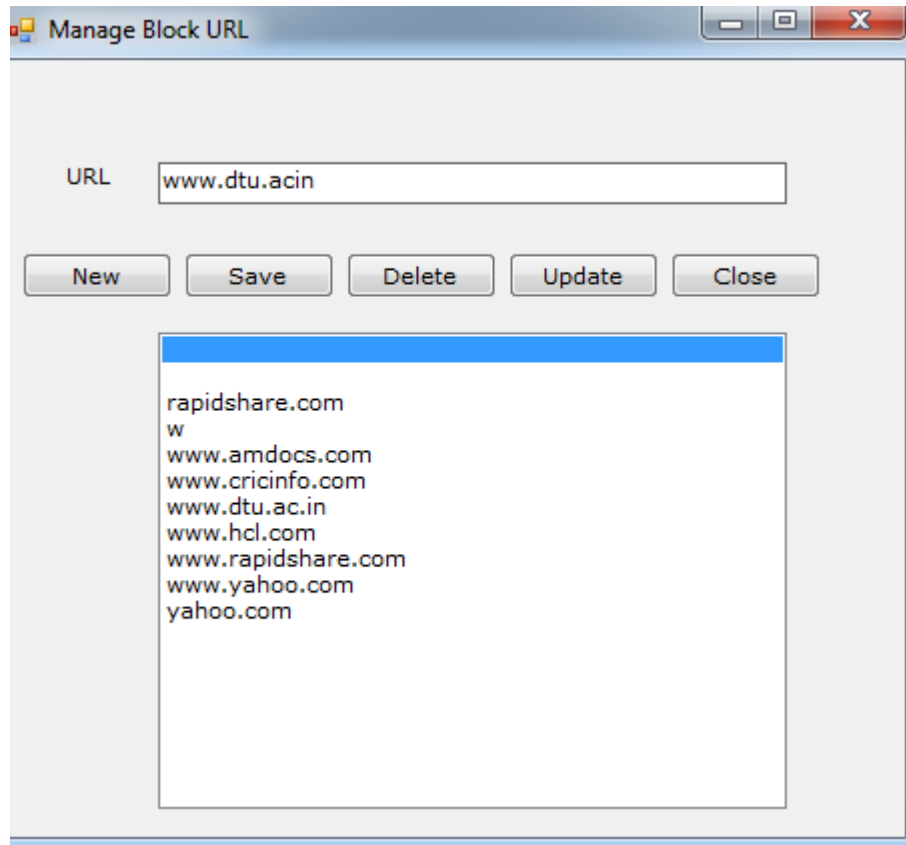 Manage Block URL
URL www.dtu.acin
New Save Delete Update Close
rapidshare.com
w
www.amdocs.com
www.cricinfo.com
www.dtu.ac.in
www.hcl.com
www.rapidshare.com
www.yahoo.com
yahoo.com